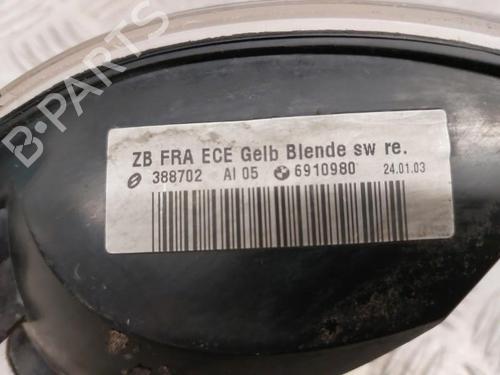 B-PARTS
ZB FRA ECE Gelb Blende sw re.
388702 AI 05 6910980 24.01.03